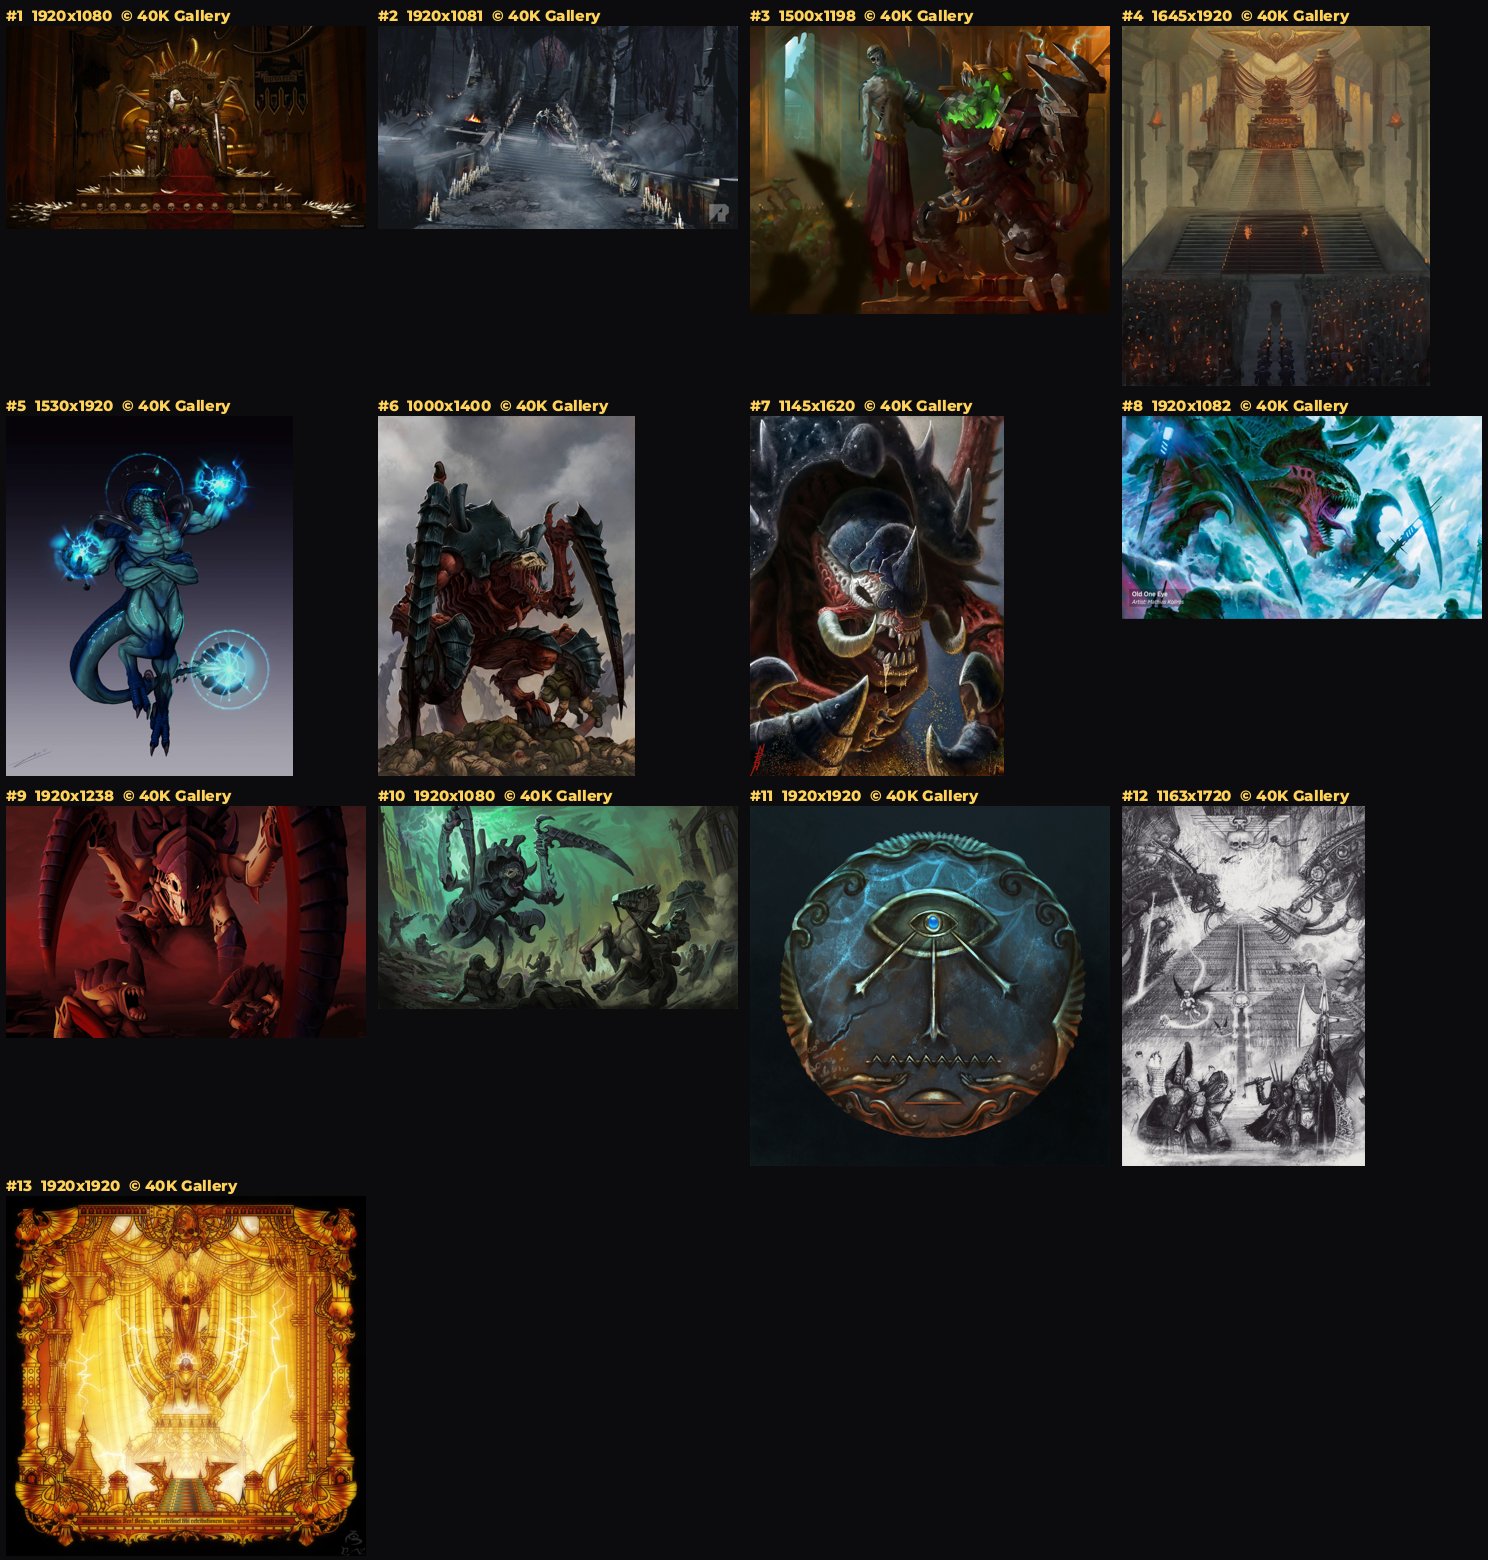 #1 1920x1080 © 40K Gallery
#2 1920x1081 © 40K Gallery
#3 1500x1198 © 40K Gallery
#4 1645x1920 © 40K Gallery
#5 1530x1920 © 40K Gallery
#6 1000x1400 © 40K Gallery
#7 1145x1620 © 40K Gallery
#8 1920x1082 © 40K Gallery
Old One Eye
#9 1920x1238 © 40K Gallery
#10 1920x1080 © 40K Gallery
#11 1920x1920 © 40K Gallery
#12 1163x1720 © 40K Gallery
#13 1920x1920 © 40K Gallery